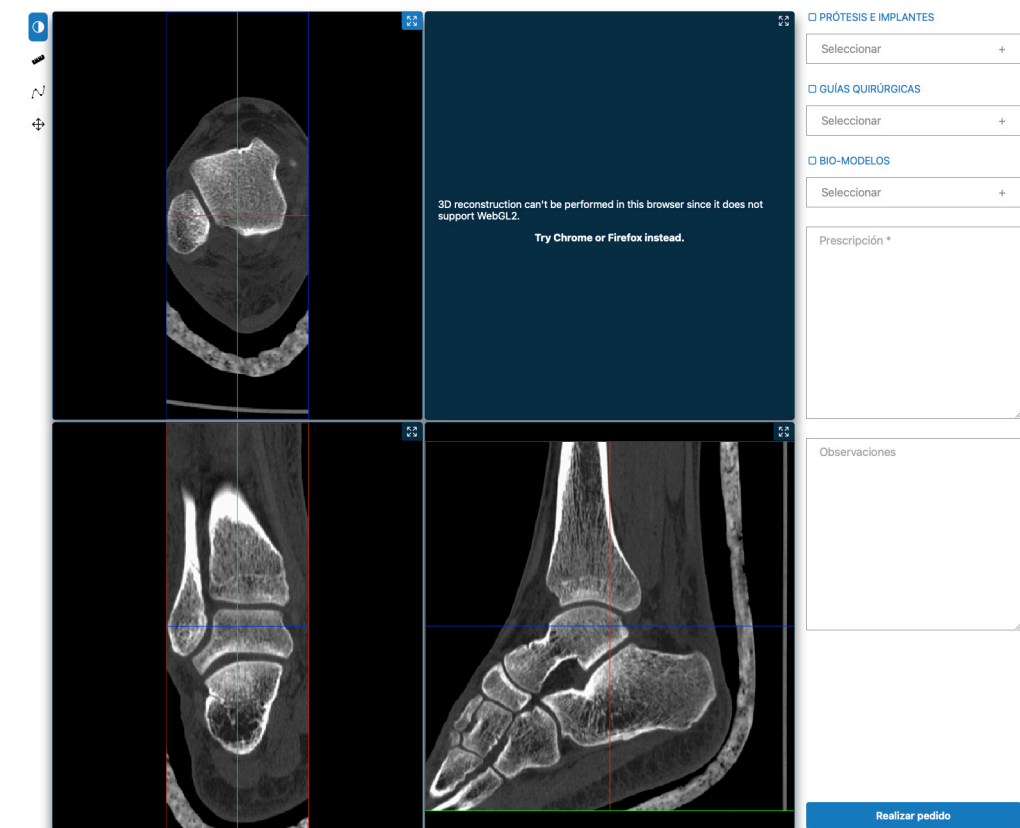 3D reconstruction can't be performed in this browser since it does not
support WebGL2.
Try Chrome or Firefox instead.
PRÓTESIS E IMPLANTES
Seleccionar +
GUÍAS QUIRÚRGICAS
Seleccionar +
BIO-MODELOS
Seleccionar +
Prescripción *
Observaciones
Realizar pedido